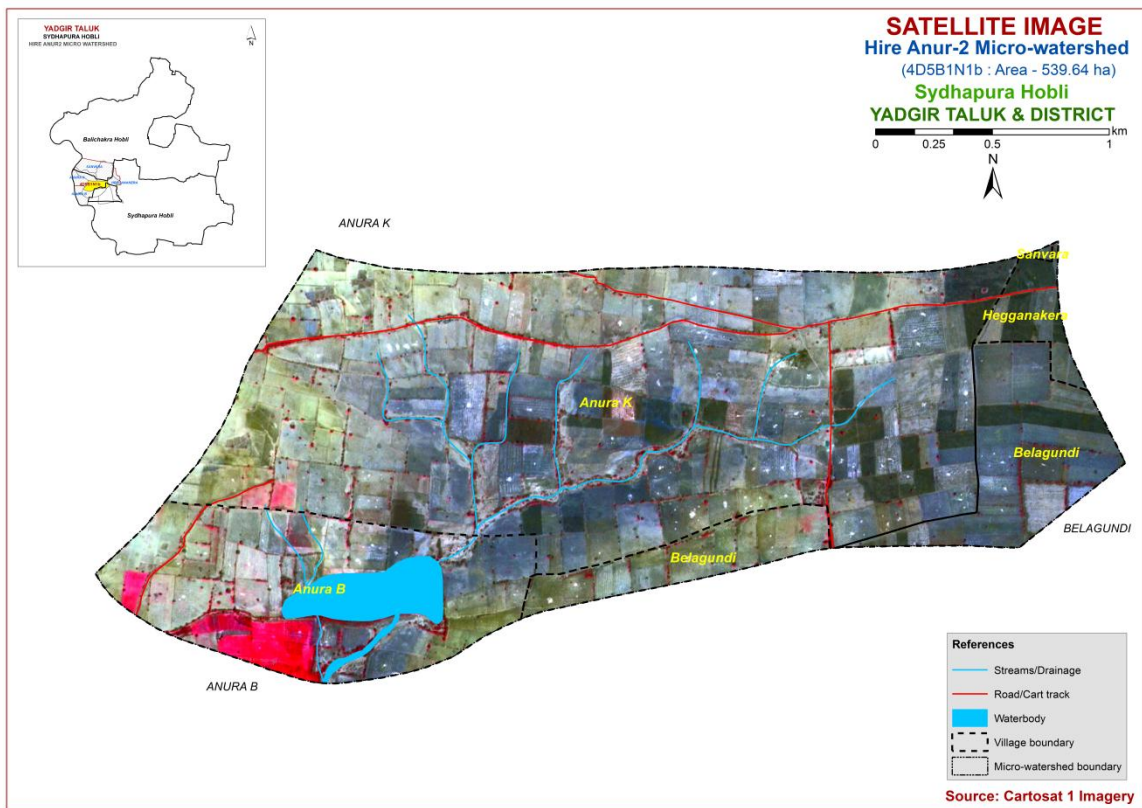 YADGIR TALUK
SYDHAPURA HOBLI
HIRE ANUR-2 MICRO WATERSHED
N
Balichakra Hobli
Sydhapura Hobli
SATELLITE IMAGE
Hire Anur-2 Micro-watershed
(4D5B1N1b : Area - 539.64 ha)
Sydhapura Hobli
YADGIR TALUK & DISTRICT
km
0 0.25 0.5 1
N
ANURA K
Sanvara
Hegganakera
Anura K
Belagundi
BELAGUNDI
Belagundi
Anura B
ANURA B
References
Streams/Drainage
Road/Cart track
Waterbody
Village boundary
Micro-watershed boundary
Source: Cartosat 1 Imagery